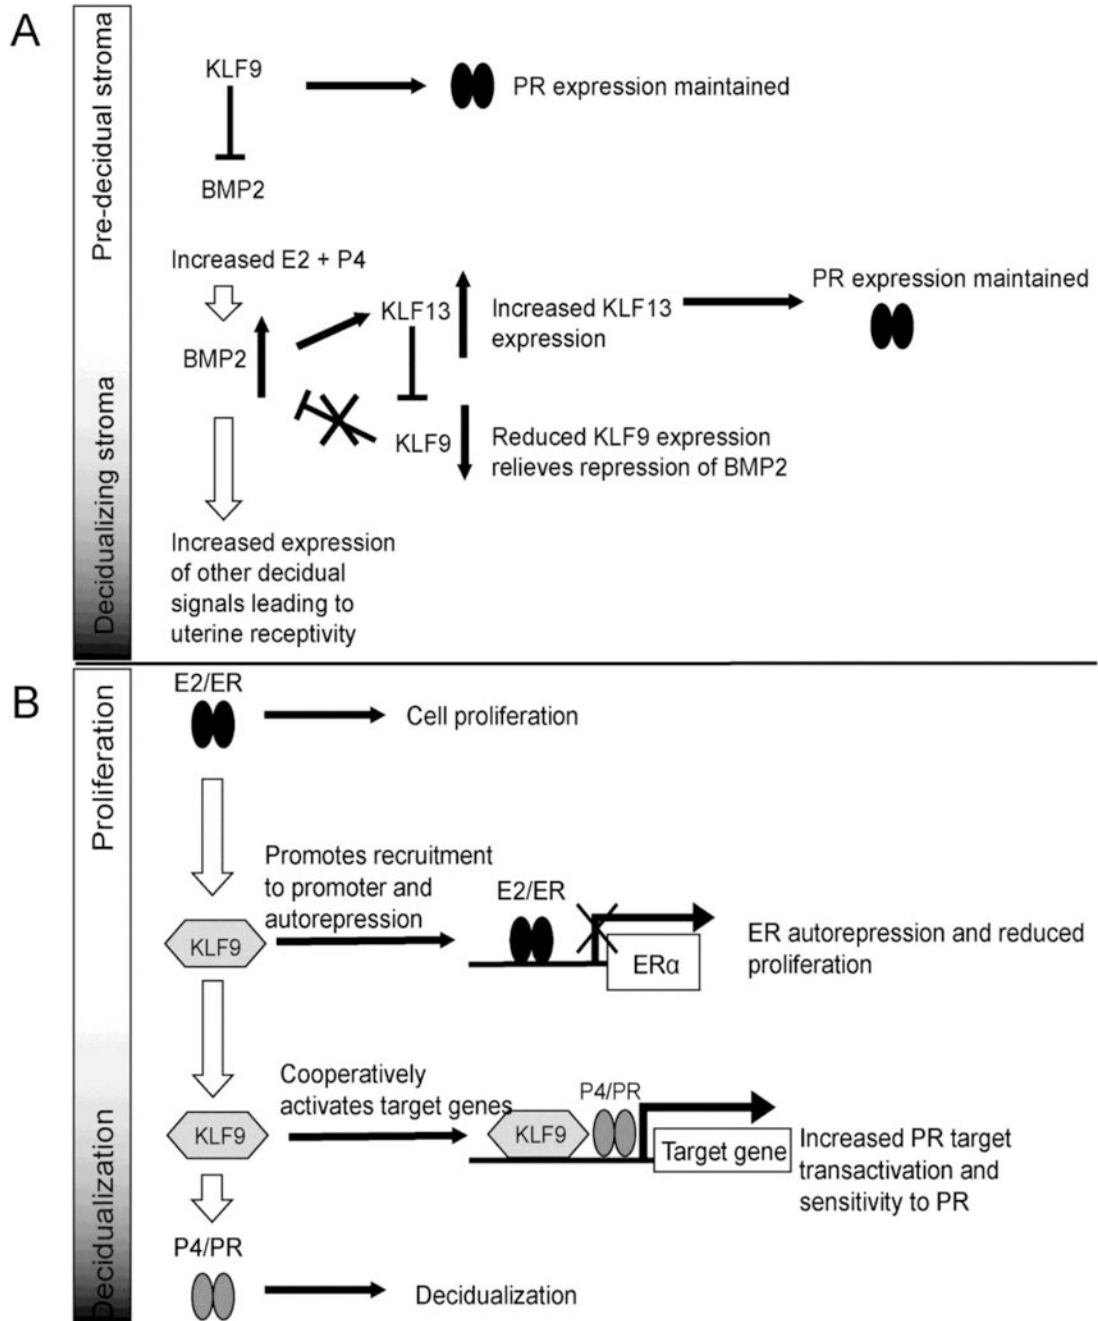 A
Pre-decidual stroma
Decidualizing stroma
KLF9
PR expression maintained
BMP2
Increased E2 + P4
BMP2
KLF13
Increased KLF13
expression
PR expression maintained
KLF9
Reduced KLF9 expression
relieves repression of BMP2
Increased expression
of other decidual
signals leading to
uterine receptivity
B
Proliferation
Decidualization
E2/ER
Cell proliferation
Promotes recruitment
to promoter and
autorepression
KLF9
E2/ER
ERα
ER autorepression and reduced
proliferation
Cooperatively
activates target genes
KLF9
KLF9
P4/PR
Target gene
Increased PR target
transactivation and
sensitivity to PR
P4/PR
Decidualization